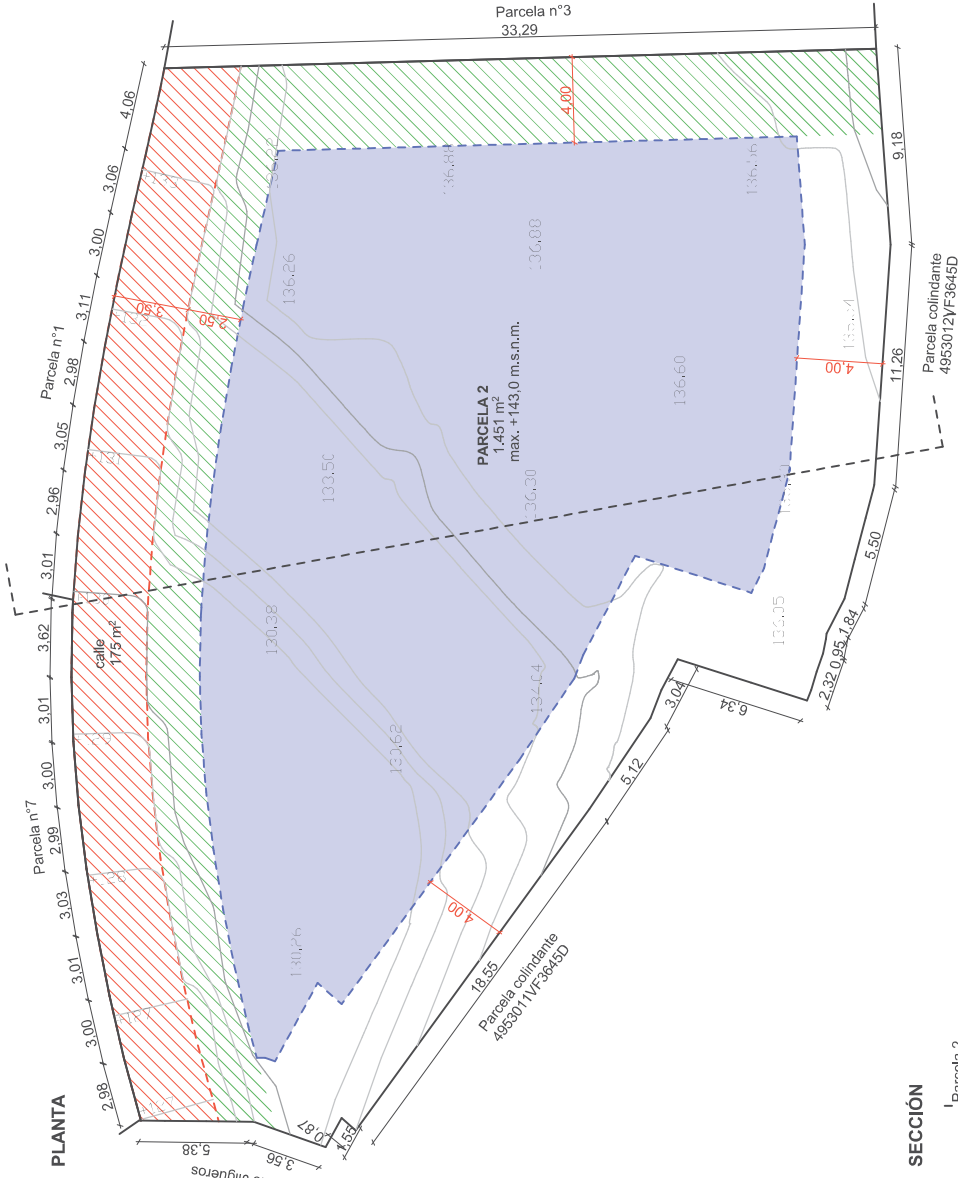 Parcela n°3
33,29
4,06
3,06
3,00
3,11
Parcela n°1
2,98
3,05
2,96
3,01
3,62
3,01
3,00
Parcela n°7
2,99
3,03
3,01
3,00
2,98
calle
175 m²
3,50
2,50
4,00
4,00
4,00
136,26
136,88
136,60
133,50
136,30
130,38
134,04
130,62
PARCELA 2
1.451 m²
max. +143,0 m.s.n.m.
9,18
11,26
Parcela colindante
4953012VF3645D
5,50
1,84
0,95
2,32
6,34
3,04
5,12
18,55
Parcela colindante
4953011VF3645D
1,55
0,87
3,56
5,38
PLANTA
SECCIÓN
Parcela 2